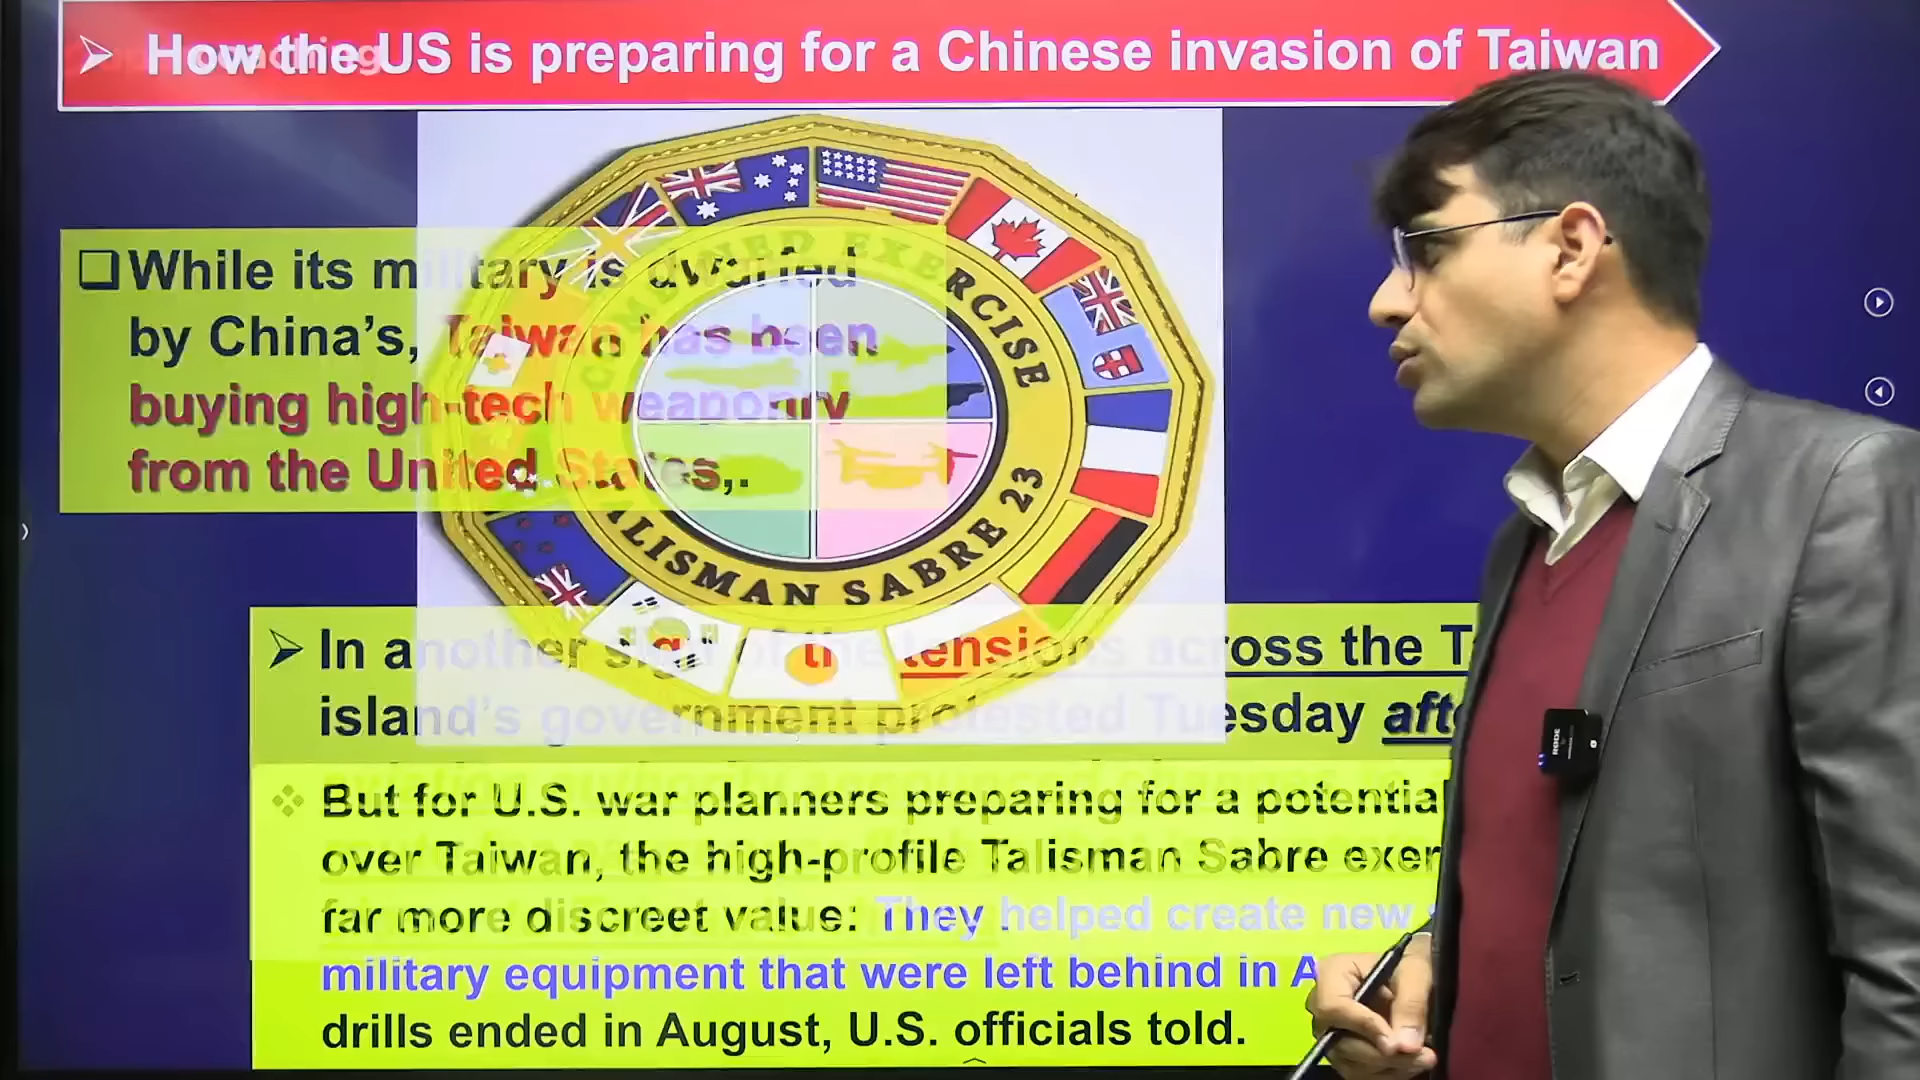 How the US is preparing for a Chinese invasion of Taiwan
coaching
COMBINED EXERCISE
TALISMAN SABRE 23
While its military is dwarfed
by China's, Taiwan has been
buying high-tech weaponry
from the United States,.
In another sign of the tensions across the T
island's government protested Tuesday afte
But for U.S. war planners preparing for a potential
over Taiwan, the high-profile Talisman Sabre exer
far more discreet value: They helped create new
military equipment that were left behind in A
drills ended in August, U.S. officials told.
RODE